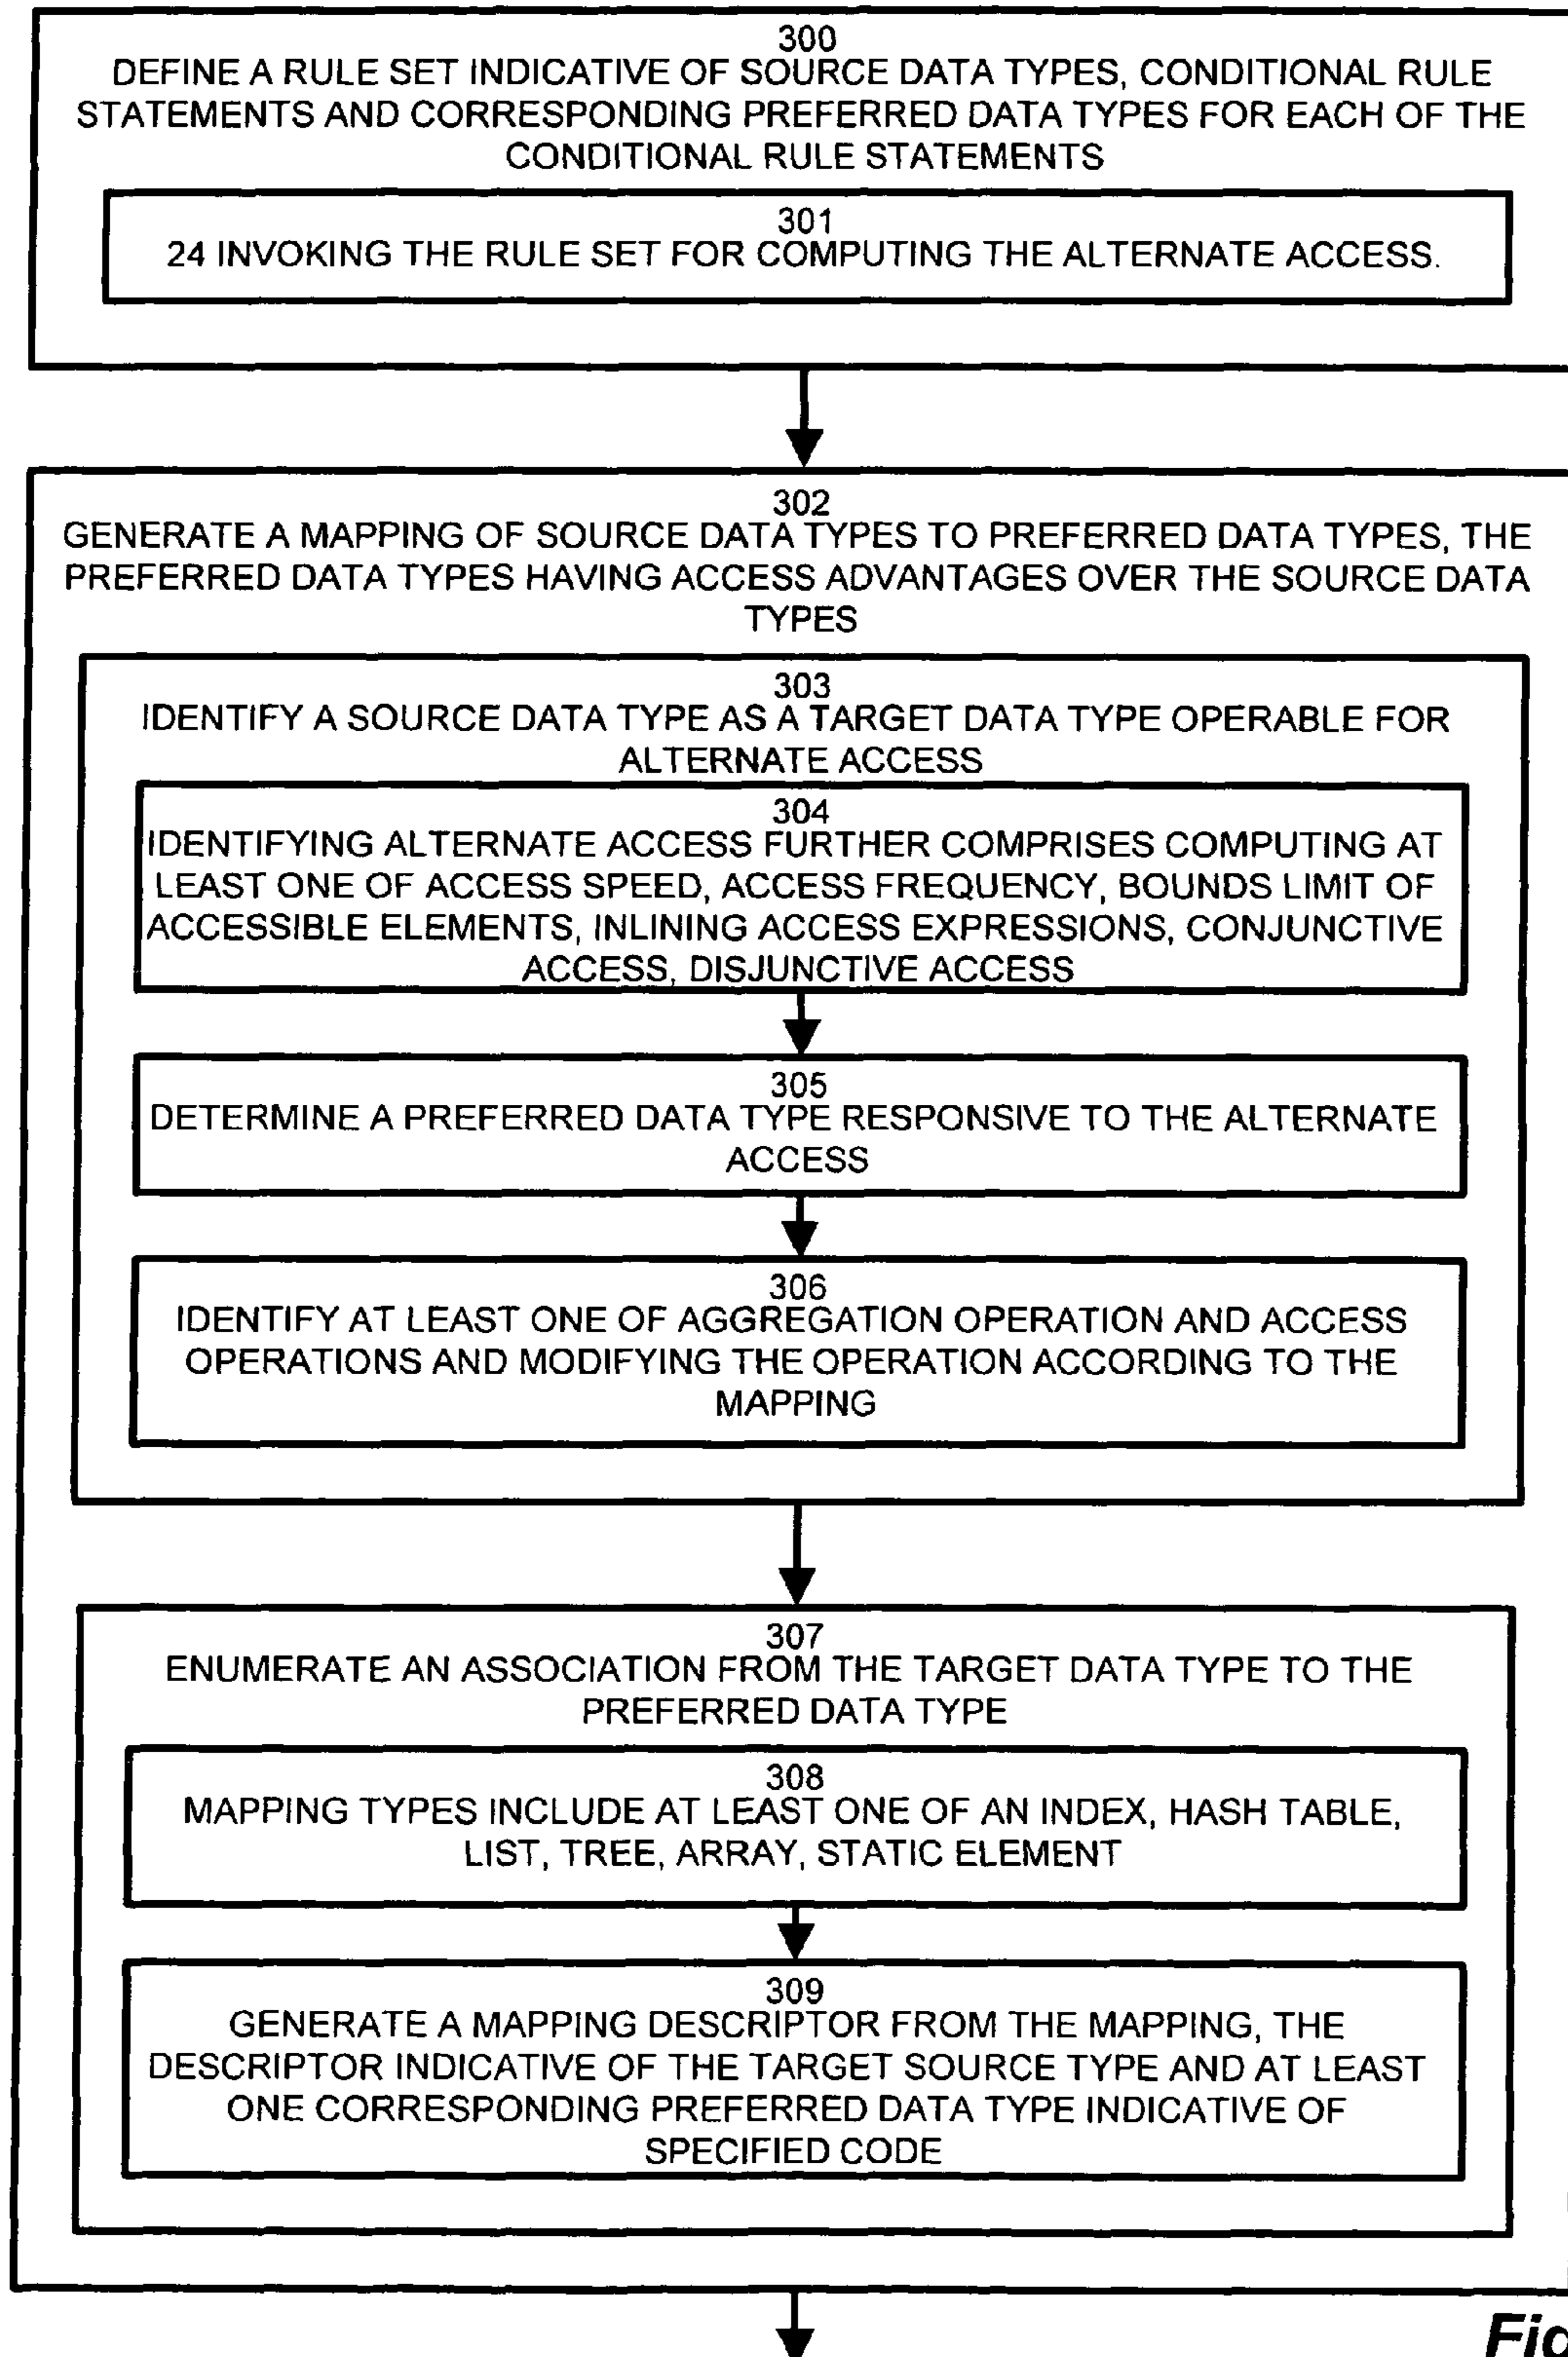 300
DEFINE A RULE SET INDICATIVE OF SOURCE DATA TYPES, CONDITIONAL RULE
STATEMENTS AND CORRESPONDING PREFERRED DATA TYPES FOR EACH OF THE
CONDITIONAL RULE STATEMENTS
301
24 INVOKING THE RULE SET FOR COMPUTING THE ALTERNATE ACCESS.
302
GENERATE A MAPPING OF SOURCE DATA TYPES TO PREFERRED DATA TYPES, THE
PREFERRED DATA TYPES HAVING ACCESS ADVANTAGES OVER THE SOURCE DATA
TYPES
303
IDENTIFY A SOURCE DATA TYPE AS A TARGET DATA TYPE OPERABLE FOR
ALTERNATE ACCESS
304
IDENTIFYING ALTERNATE ACCESS FURTHER COMPRISES COMPUTING AT
LEAST ONE OF ACCESS SPEED, ACCESS FREQUENCY, BOUNDS LIMIT OF
ACCESSIBLE ELEMENTS, INLINING ACCESS EXPRESSIONS, CONJUNCTIVE
ACCESS, DISJUNCTIVE ACCESS
305
DETERMINE A PREFERRED DATA TYPE RESPONSIVE TO THE ALTERNATE
ACCESS
306
IDENTIFY AT LEAST ONE OF AGGREGATION OPERATION AND ACCESS
OPERATIONS AND MODIFYING THE OPERATION ACCORDING TO THE
MAPPING
307
ENUMERATE AN ASSOCIATION FROM THE TARGET DATA TYPE TO THE
PREFERRED DATA TYPE
308
MAPPING TYPES INCLUDE AT LEAST ONE OF AN INDEX, HASH TABLE,
LIST, TREE, ARRAY, STATIC ELEMENT
309
GENERATE A MAPPING DESCRIPTOR FROM THE MAPPING, THE
DESCRIPTOR INDICATIVE OF THE TARGET SOURCE TYPE AND AT LEAST
ONE CORRESPONDING PREFERRED DATA TYPE INDICATIVE OF
SPECIFIED CODE